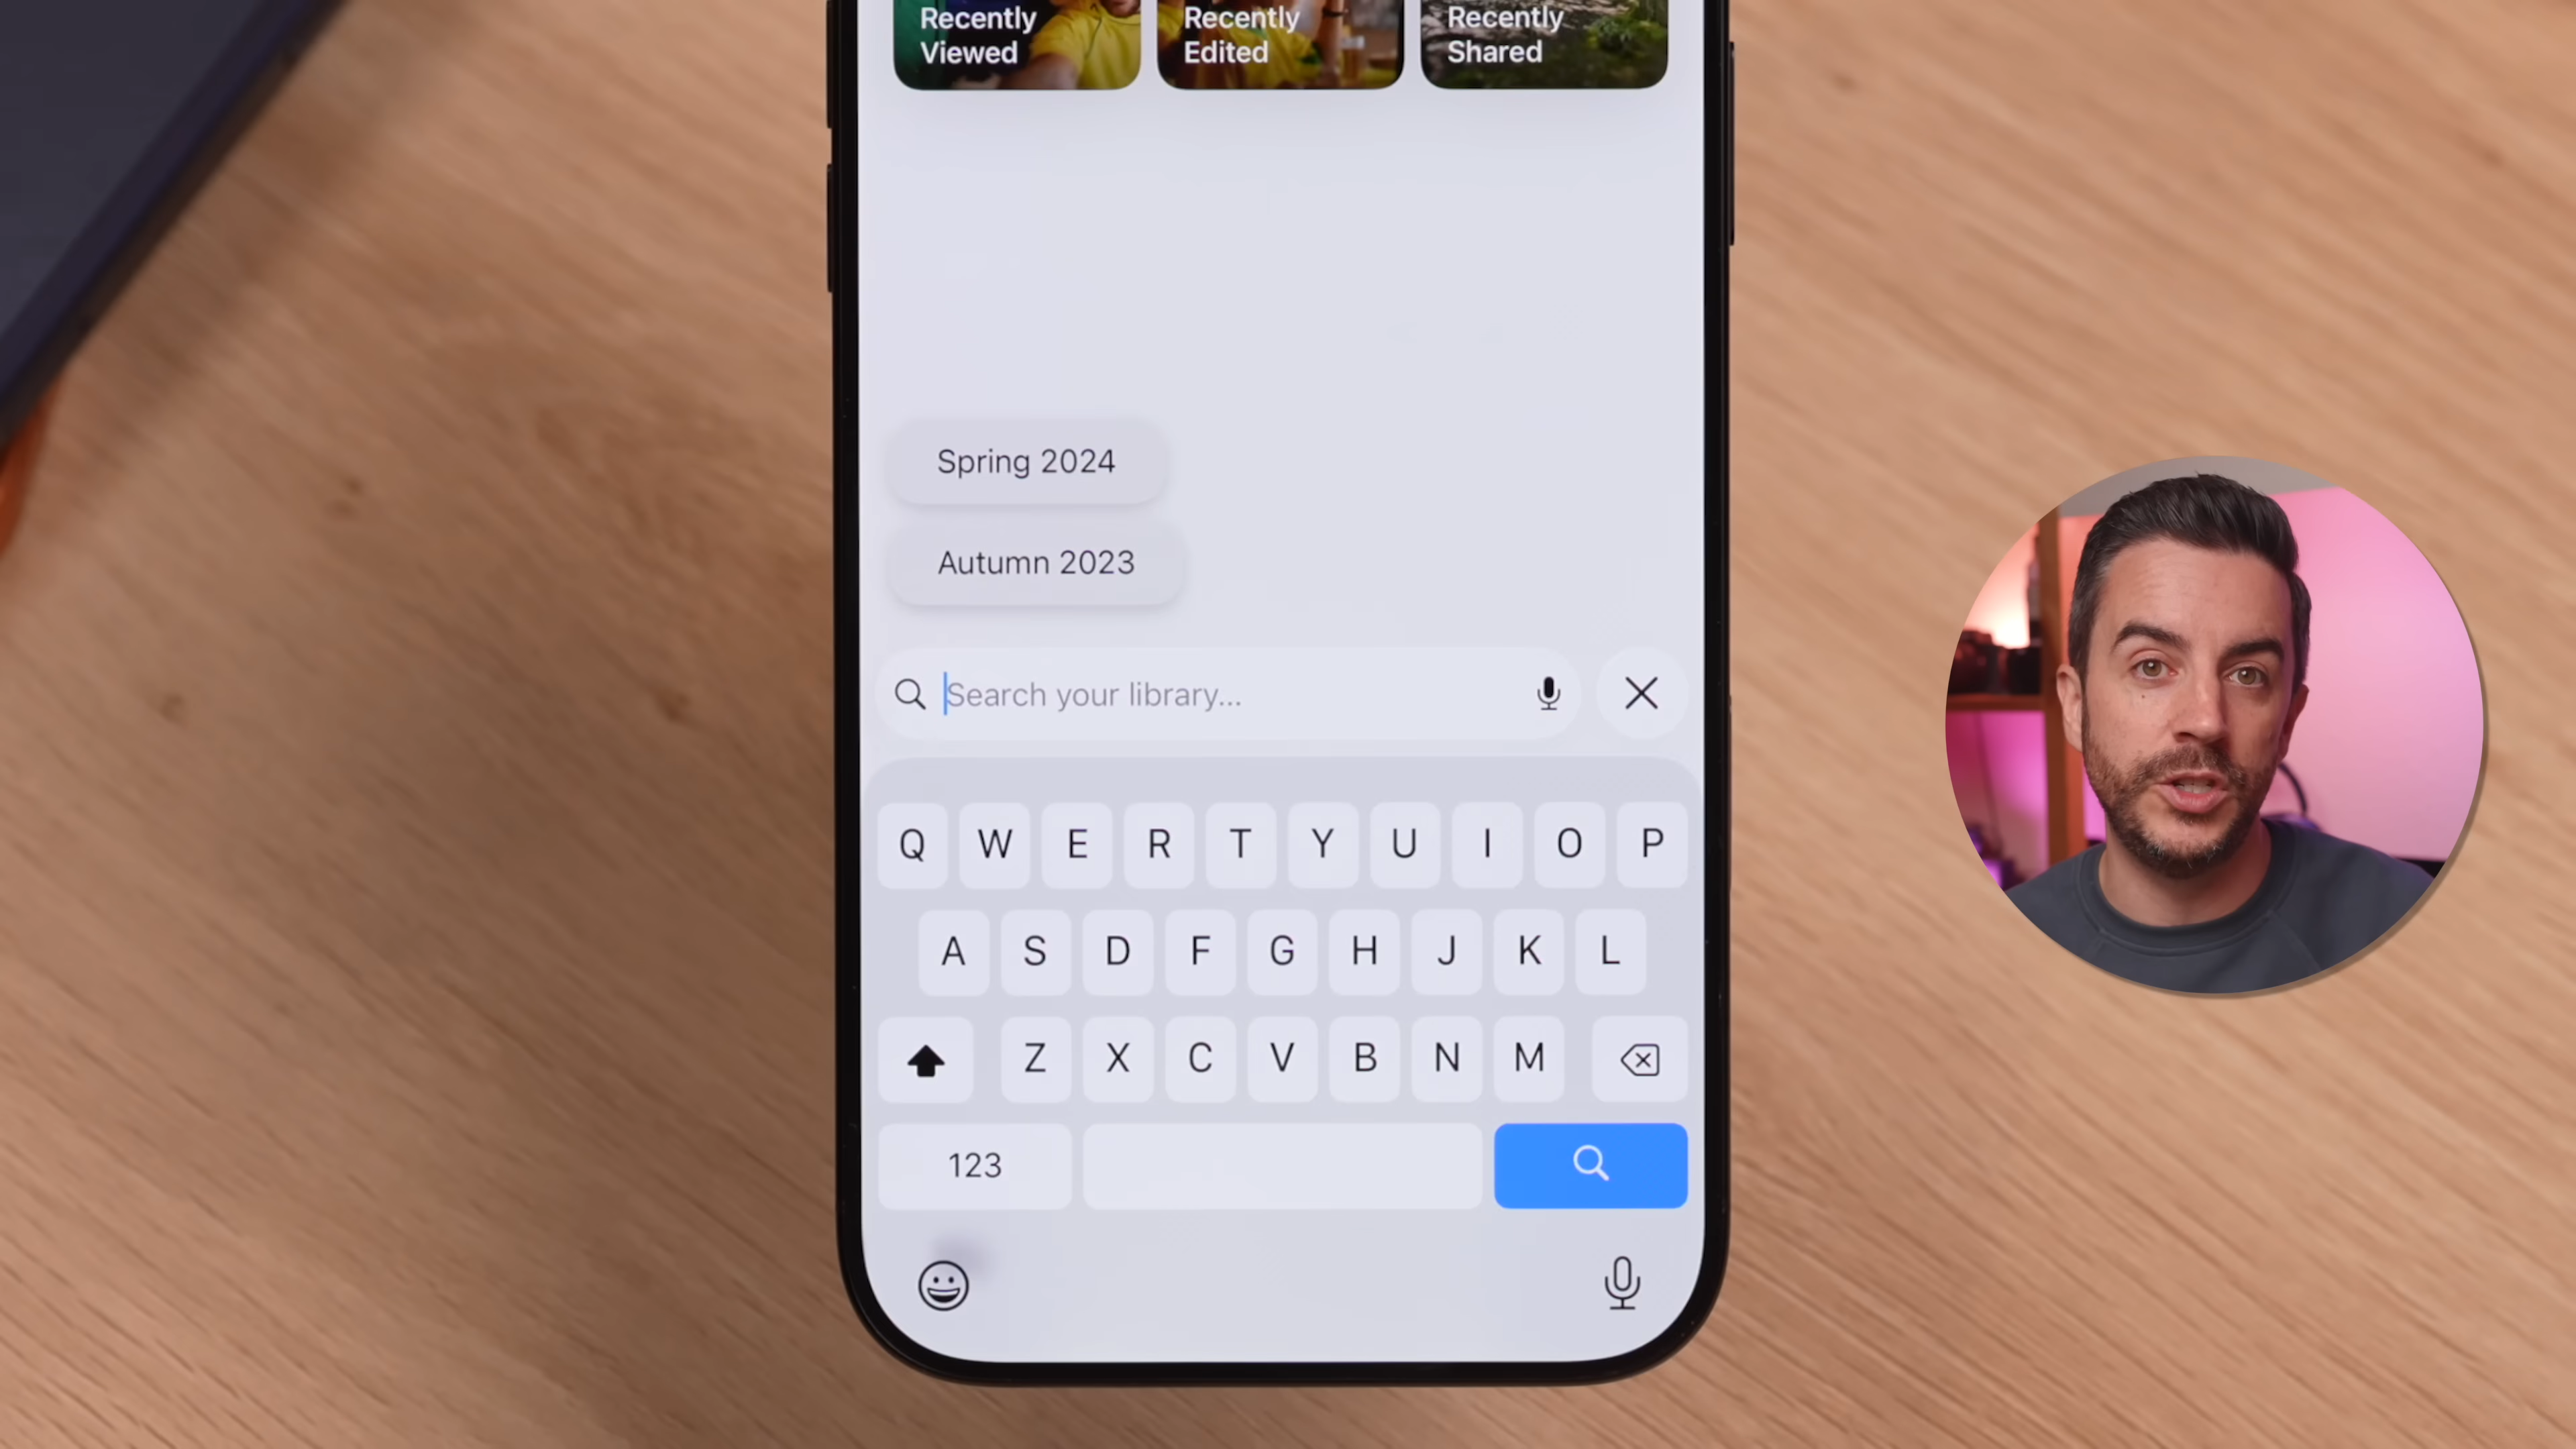 Recently
Viewed
Recently
Edited
Recently
Shared
Spring 2024
Autumn 2023
Search your library...
Q W E R T Y U I O P
A S D F G H J K L
Z X C V B N M
123